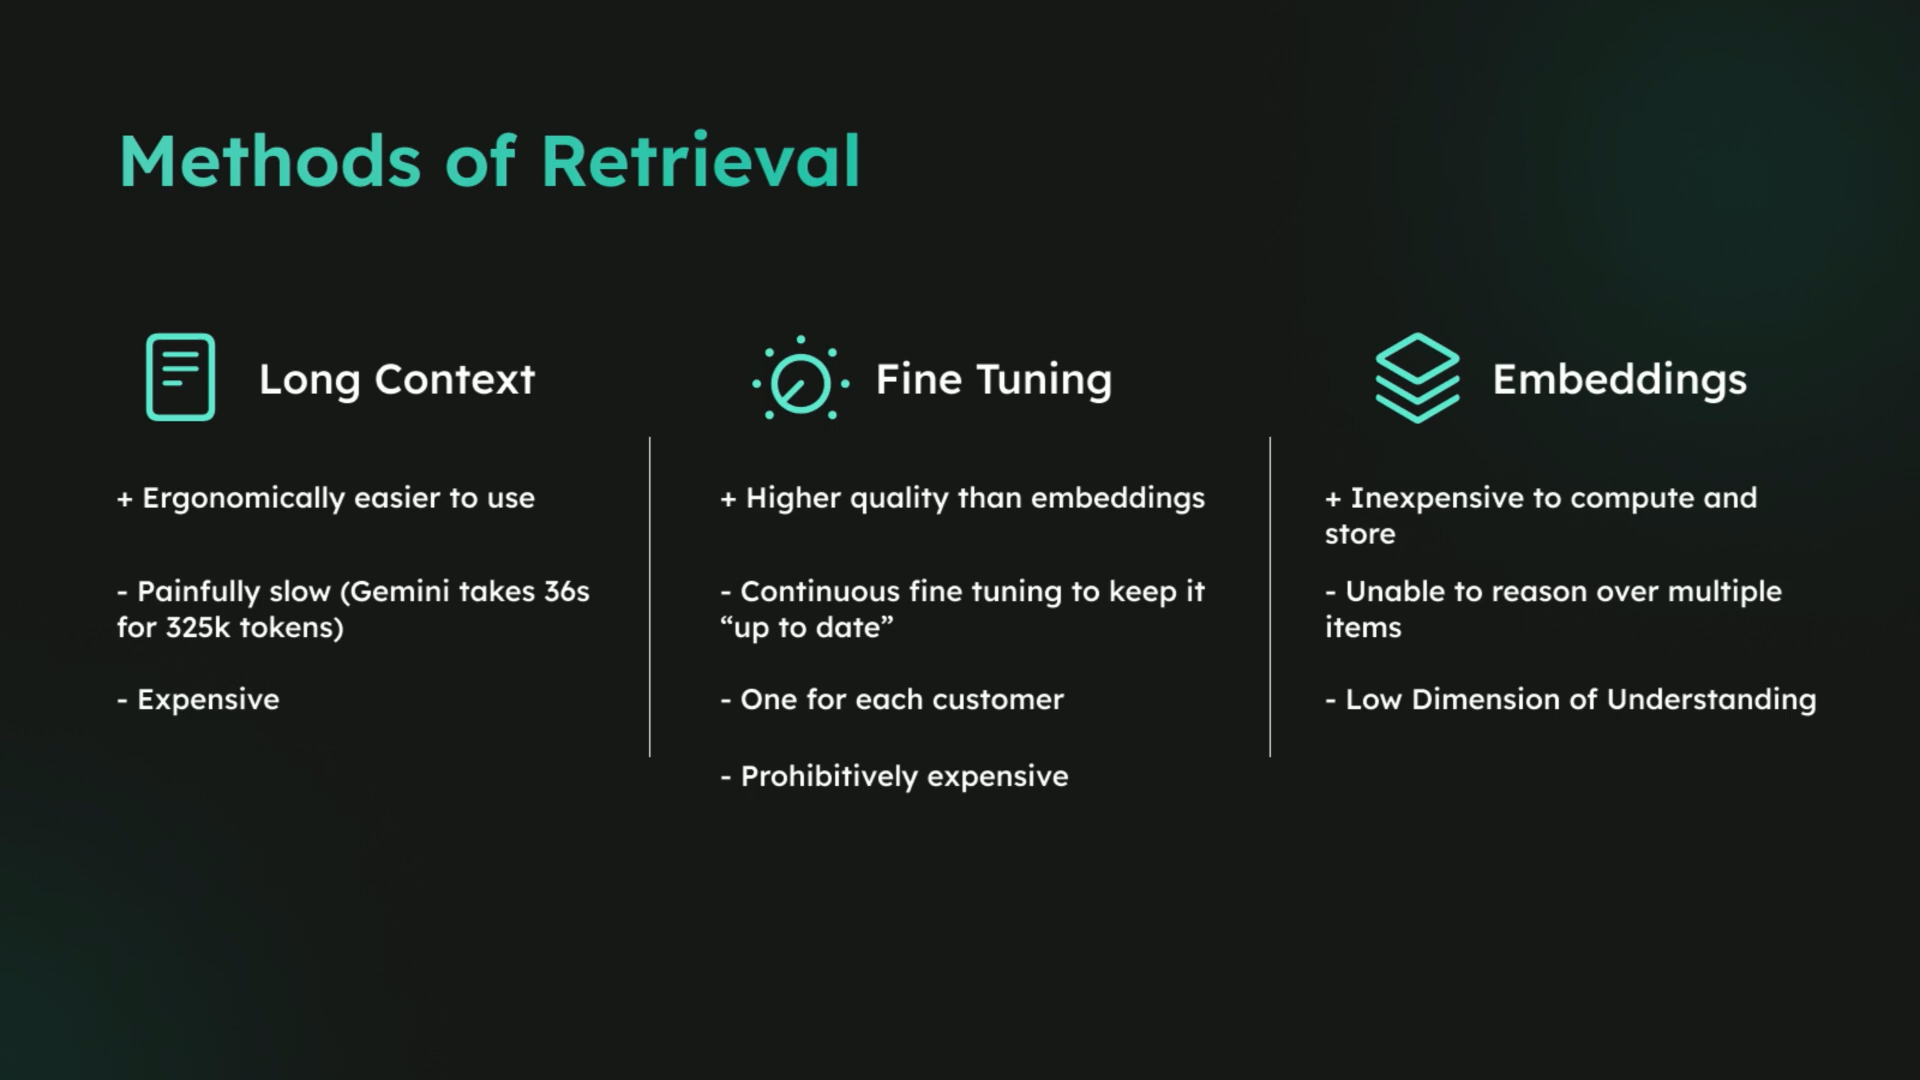 Methods of Retrieval
Long Context
+ Ergonomically easier to use
- Painfully slow (Gemini takes 36s
for 325k tokens)
- Expensive
Fine Tuning
+ Higher quality than embeddings
- Continuous fine tuning to keep it
“up to date”
- One for each customer
- Prohibitively expensive
Embeddings
+ Inexpensive to compute and
store
- Unable to reason over multiple
items
- Low Dimension of Understanding